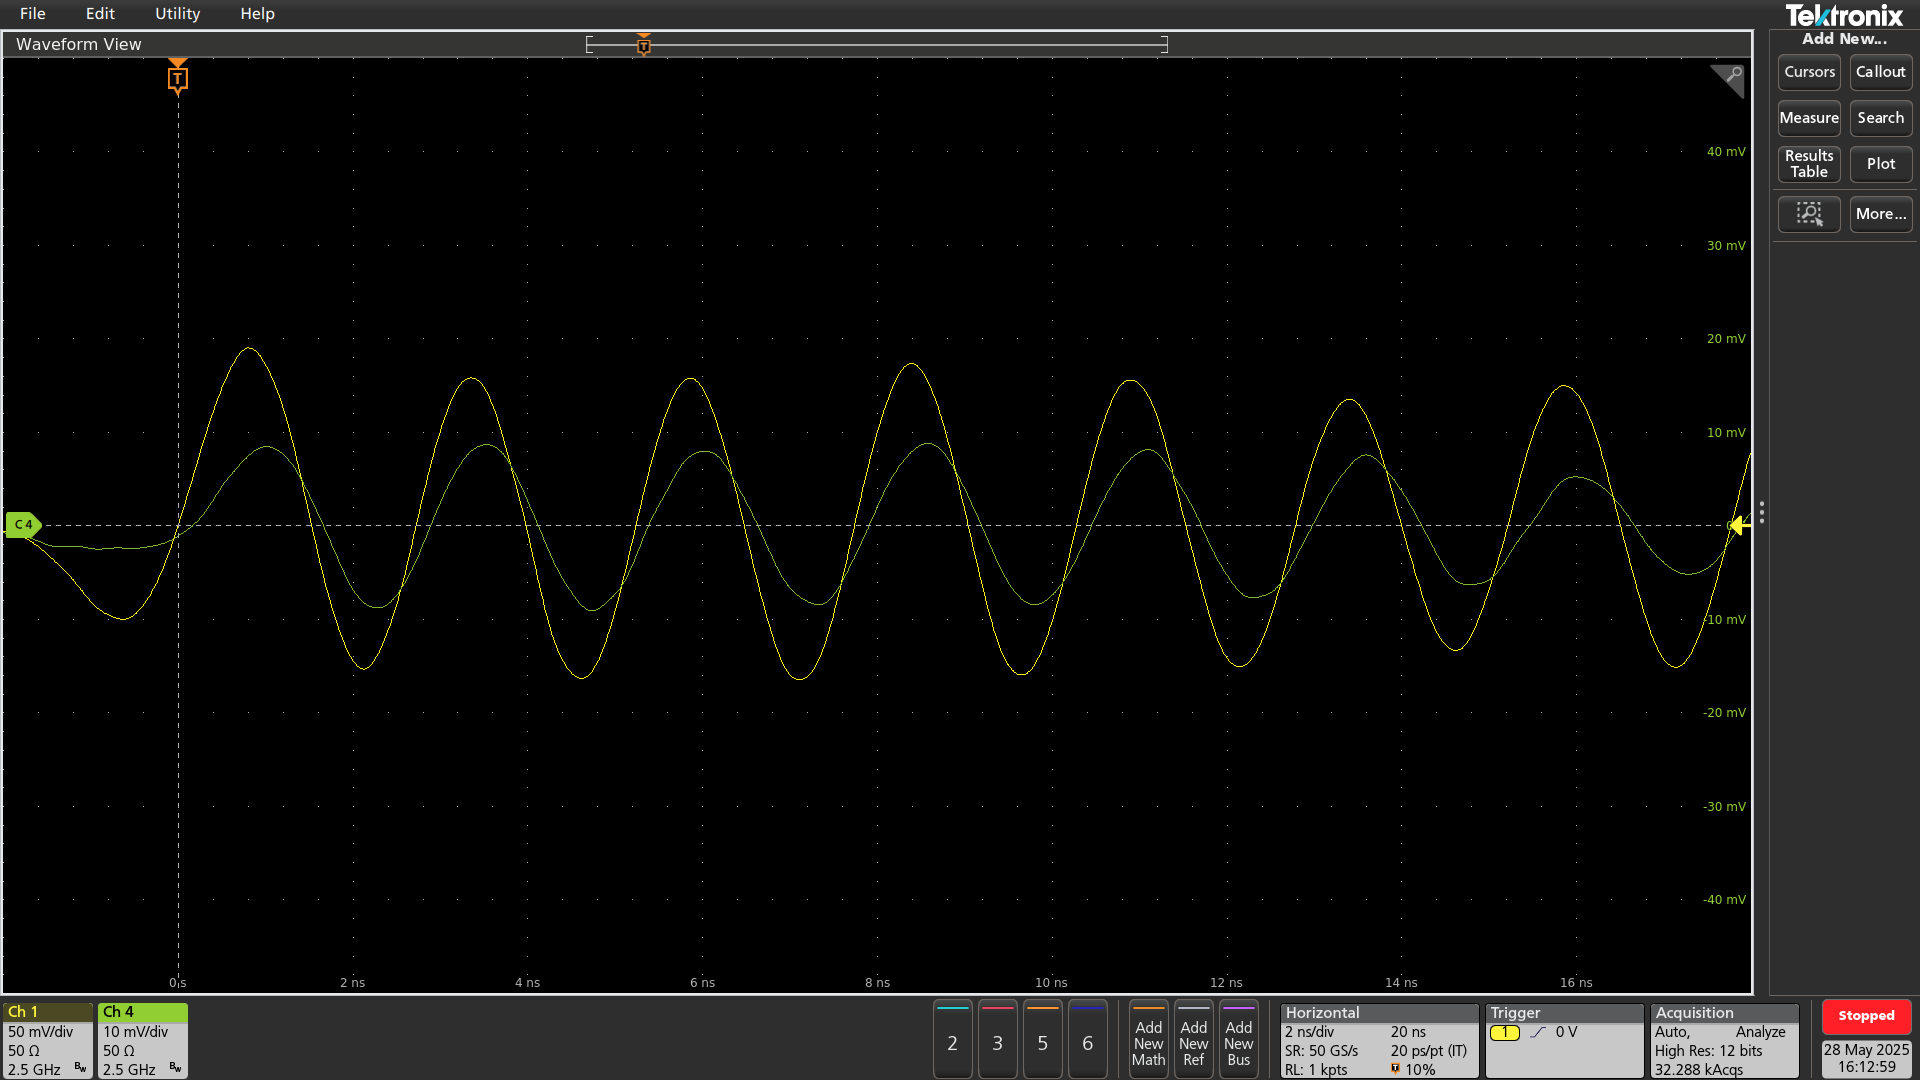 File Edit Utility Help
Tektronix
Waveform View
Add New...
Cursors Callout
Measure Search
Results Table Plot
More...
T
T
40 mV
30 mV
20 mV
10 mV
C 4
-10 mV
-20 mV
-30 mV
-40 mV
0 s 2 ns 4 ns 6 ns 8 ns 10 ns 12 ns 14 ns 16 ns
Ch 1
50 mV/div
50 Ω
2.5 GHz Bw
Ch 4
10 mV/div
50 Ω
2.5 GHz Bw
2 3 5 6
Add New Math
Add New Ref
Add New Bus
Horizontal
2 ns/div 20 ns
SR: 50 GS/s 20 ps/pt (IT)
RL: 1 kpts 10%
Trigger
1 0 V
Acquisition
Auto, Analyze
High Res: 12 bits
32.288 kAcqs
Stopped
28 May 2025
16:12:59